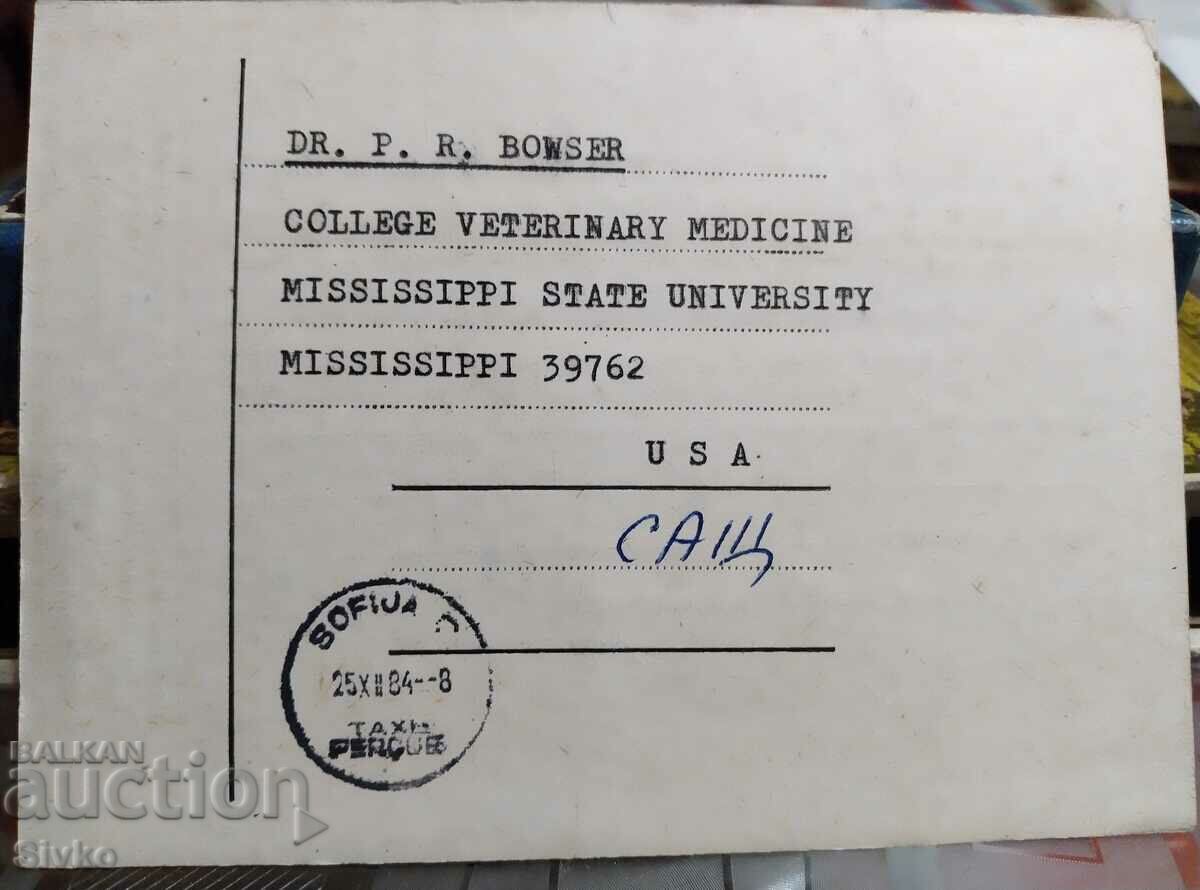 DR. P. R. BOWSER
COLLEGE VETERINARY MEDICINE
MISSISSIPPI STATE UNIVERSITY
MISSISSIPPI 39762
U S A
САЩ
SOFIJA
25XII84--8
TAXE
PERÇUE
BALKAN
auction
Sivko